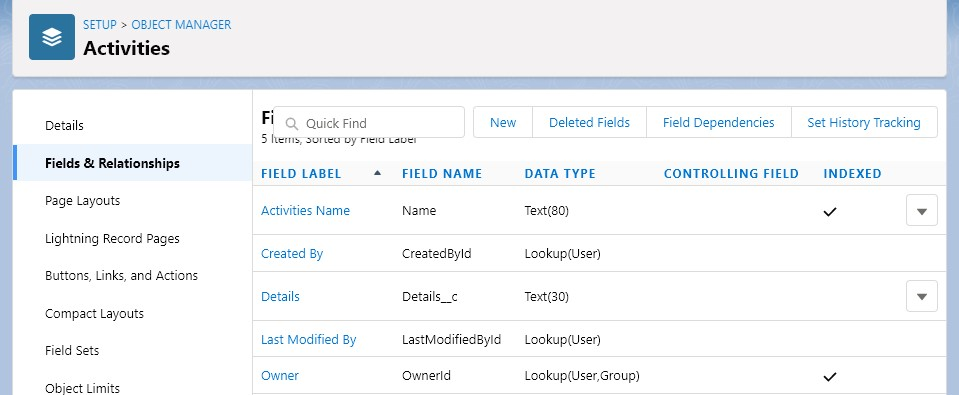 SETUP > OBJECT MANAGER
Activities
Details
Fields & Relationships
Page Layouts
Lightning Record Pages
Buttons, Links, and Actions
Compact Layouts
Field Sets
Object Limits
Quick Find
New
Deleted Fields
Field Dependencies
Set History Tracking
5 Items, Sorted by Field Label
FIELD LABEL FIELD NAME DATA TYPE CONTROLLING FIELD INDEXED
Activities Name Name Text(80)
Created By CreatedById Lookup(User)
Details Details__c Text(30)
Last Modified By LastModifiedById Lookup(User)
Owner OwnerId Lookup(User,Group)